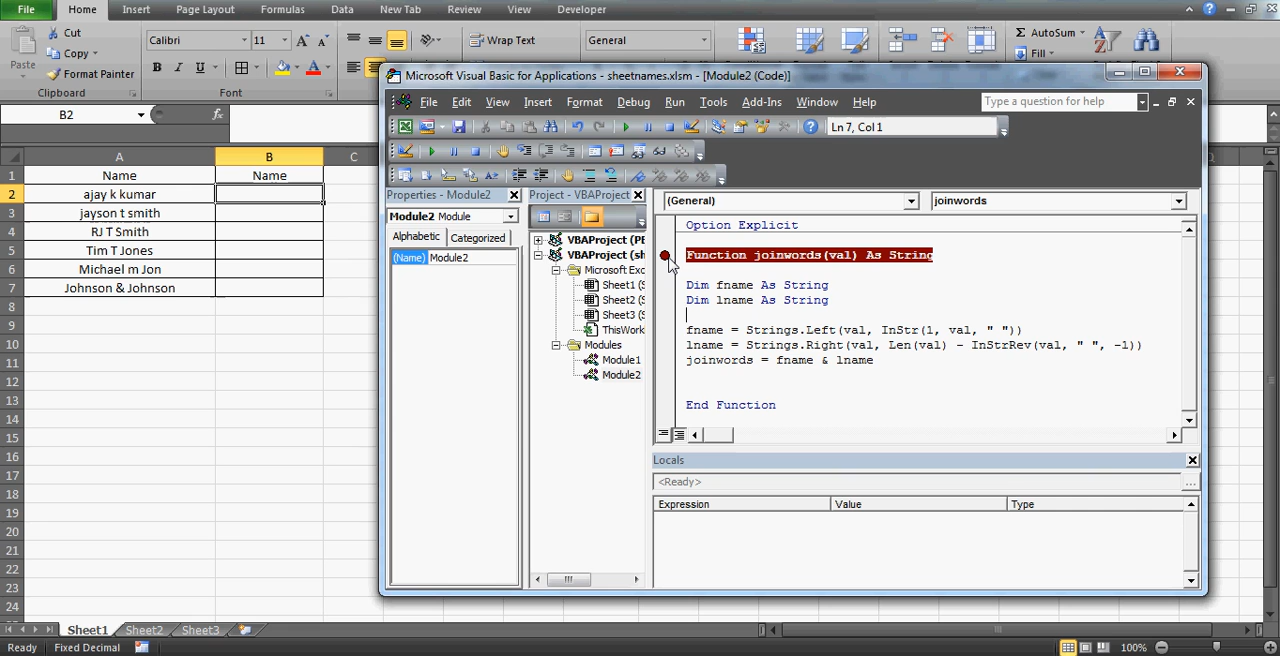 File Home Insert Page Layout Formulas Data New Tab Review View Developer
Cut
Copy
Format Painter
Paste
Clipboard
Calibri 11
B I U
Font
Wrap Text
General
AutoSum
Fill
B2 fx
A B C
1 Name Name
2 ajay k kumar
3 jayson t smith
4 RJ T Smith
5 Tim T Jones
6 Michael m Jon
7 Johnson & Johnson
8
9
10
11
12
13
14
15
16
17
18
19
20
21
22
23
24
Microsoft Visual Basic for Applications - sheetnames.xlsm - [Module2 (Code)]
File Edit View Insert Format Debug Run Tools Add-Ins Window Help
Type a question for help
Ln 7, Col 1
Properties - Module2
Module2 Module
Alphabetic Categorized
(Name) Module2
Project - VBAProject
VBAProject (PE
VBAProject (sh
Microsoft Exc
Sheet1 (S
Sheet2 (S
Sheet3 (S
ThisWork
Modules
Module1
Module2
(General) joinwords
Option Explicit
Function joinwords(val) As String
Dim fname As String
Dim lname As String
fname = Strings.Left(val, InStr(1, val, " "))
lname = Strings.Right(val, Len(val) - InStrRev(val, " ", -1))
joinwords = fname & lname
End Function
Locals
<Ready>
Expression Value Type
Sheet1 Sheet2 Sheet3
Ready Fixed Decimal 100%